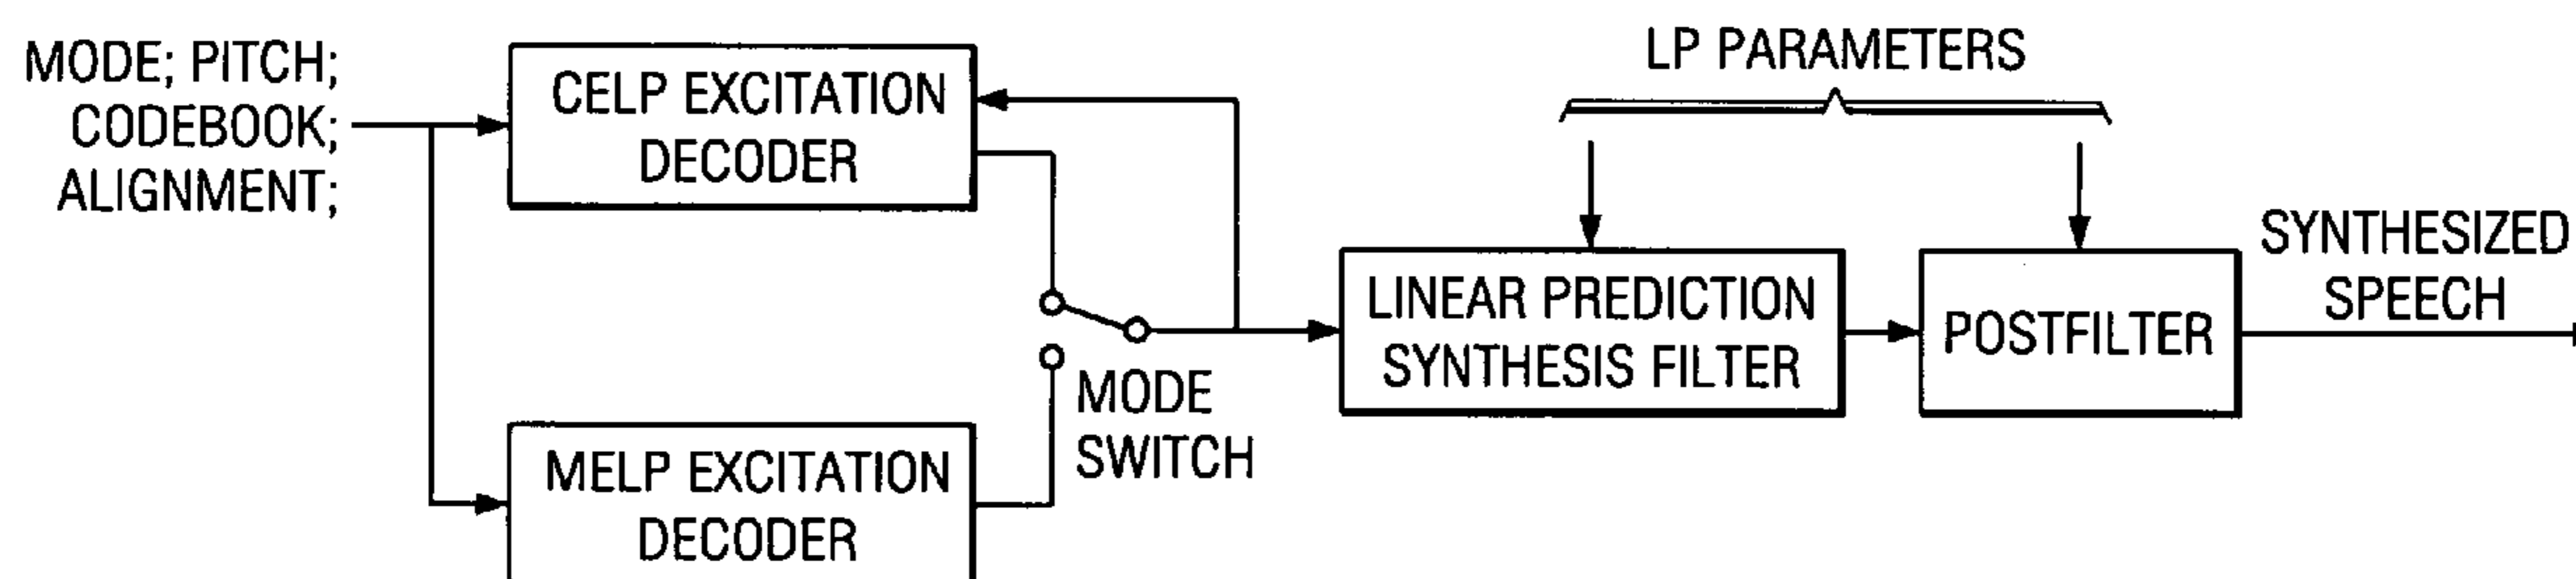 MODE; PITCH;
CODEBOOK;
ALIGNMENT;
CELP EXCITATION
DECODER
LP PARAMETERS
LINEAR PREDICTION
SYNTHESIS FILTER
POSTFILTER
SYNTHESIZED
SPEECH
MODE
SWITCH
MELP EXCITATION
DECODER